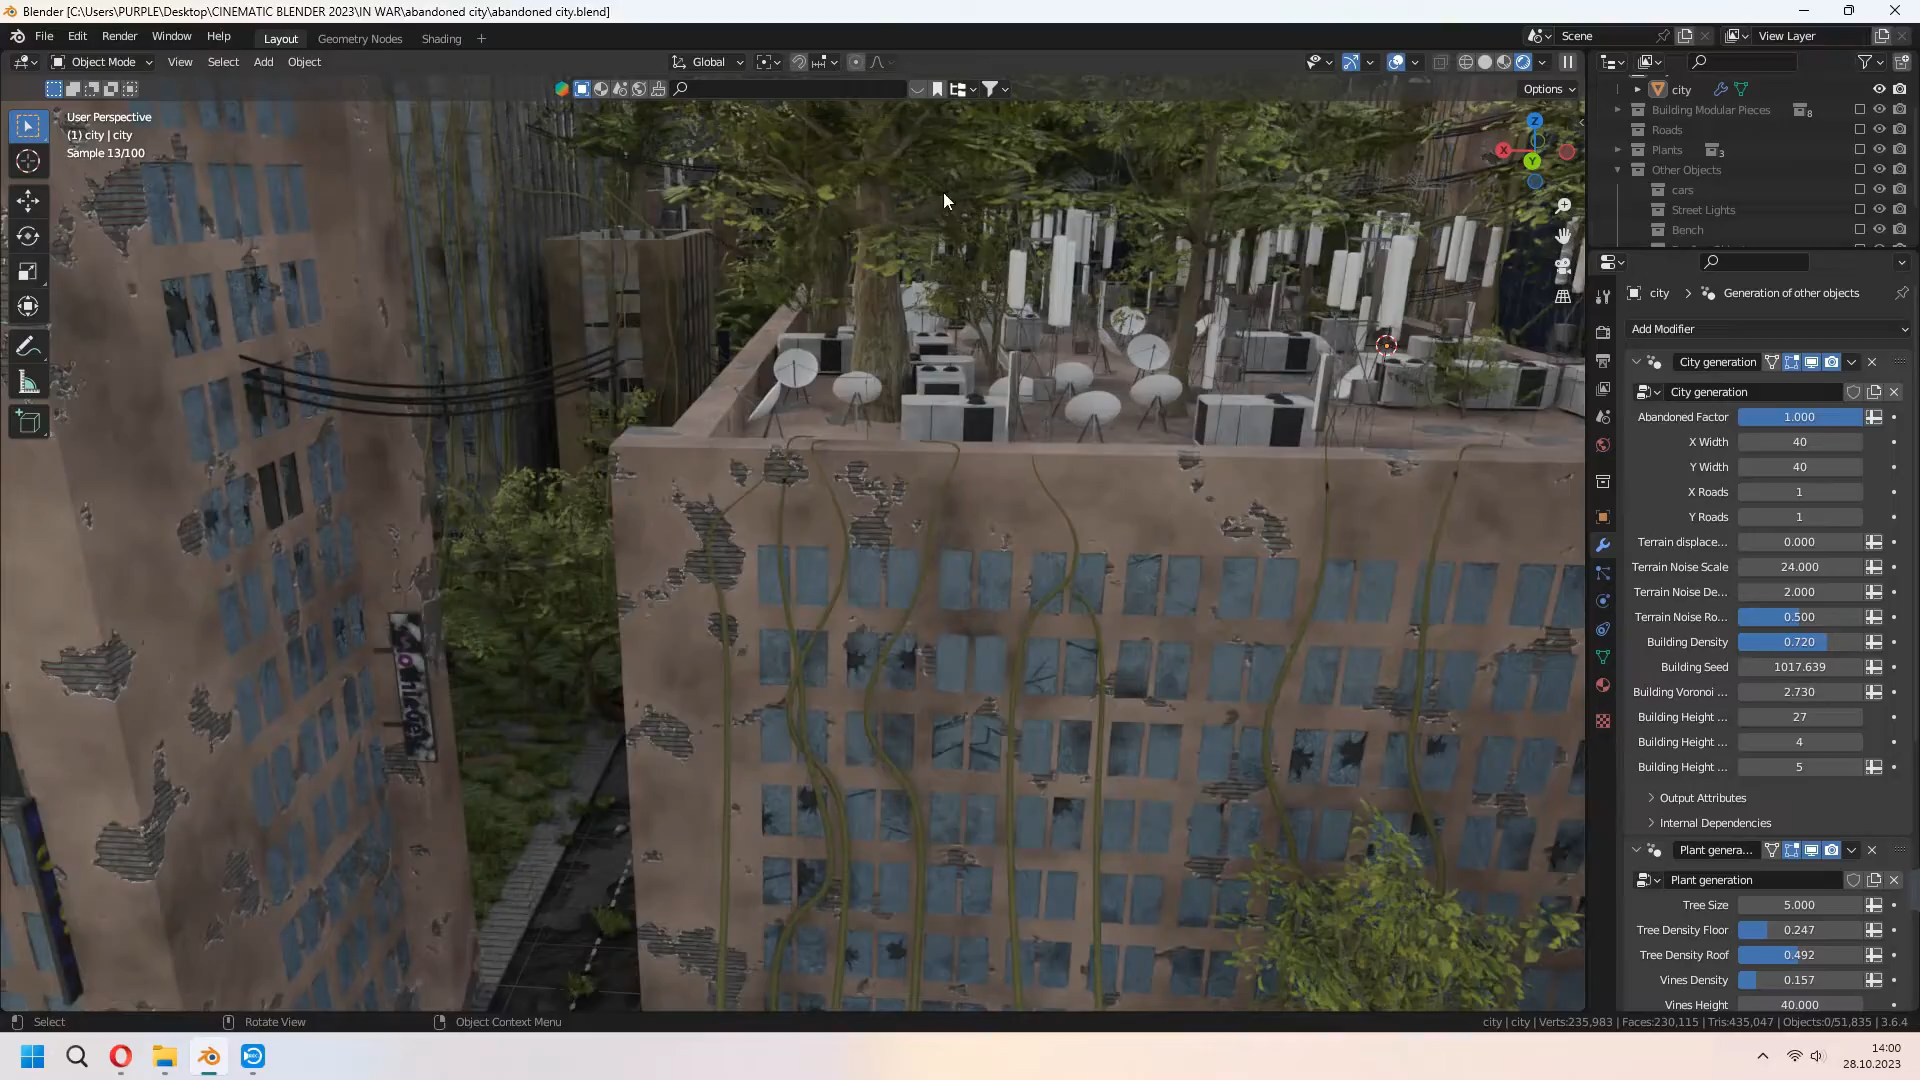 Blender [C:\Users\PURPLE\Desktop\CINEMATIC BLENDER 2023\IN WAR\abandoned city\abandoned city.blend]
File Edit Render Window Help Layout Geometry Nodes Shading + Scene View Layer
Object Mode View Select Add Object Global
Options
User Perspective
(1) city | city
Sample 13/100
Z
X
Y
city
Building Modular Pieces 8
Roads
Plants 3
Other Objects
cars
Street Lights
Bench
city > Generation of other objects
Add Modifier
City generation
City generation
Abandoned Factor 1.000
X Width 40
Y Width 40
X Roads 1
Y Roads 1
Terrain displace... 0.000
Terrain Noise Scale 24.000
Terrain Noise De... 2.000
Terrain Noise Ro... 0.500
Building Density 0.720
Building Seed 1017.639
Building Voronoi ... 2.730
Building Height ... 27
Building Height ... 4
Building Height ... 5
Output Attributes
Internal Dependencies
Plant genera...
Plant generation
Tree Size 5.000
Tree Density Floor 0.247
Tree Density Roof 0.492
Vines Density 0.157
Vines Height 40.000
Select Rotate View Object Context Menu
city | city | Verts:235,983 | Faces:230,115 | Tris:435,047 | Objects:0/51,835 | 3.6.4
14:00
28.10.2023